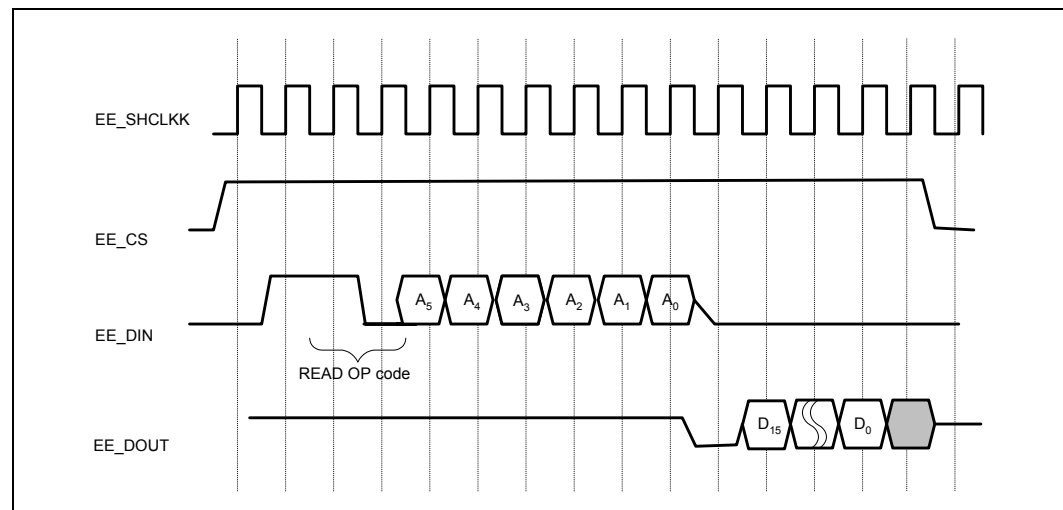 EE_SHCLKK
EE_CS
A5 A4 A3 A2 A1 A0
EE_DIN
READ OP code
D15 D0
EE_DOUT